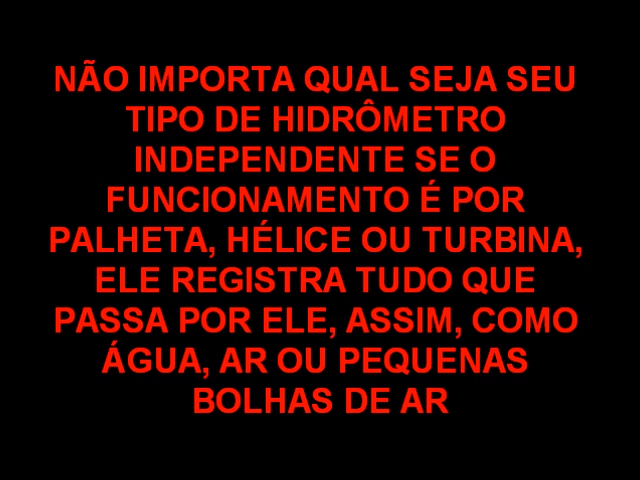 NÃO IMPORTA QUAL SEJA SEU
TIPO DE HIDRÔMETRO
INDEPENDENTE SE O
FUNCIONAMENTO É POR
PALHETA, HÉLICE OU TURBINA,
ELE REGISTRA TUDO QUE
PASSA POR ELE, ASSIM, COMO
ÁGUA, AR OU PEQUENAS
BOLHAS DE AR